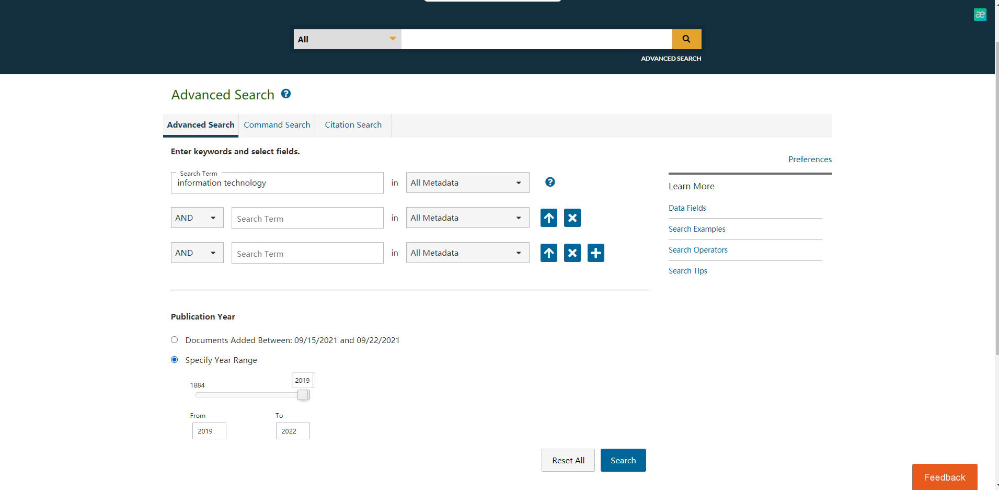 æ
All
ADVANCED SEARCH
Advanced Search ?
Advanced Search Command Search Citation Search
Enter keywords and select fields.
Preferences
Search Term
information technology in All Metadata ?
Learn More
AND Search Term in All Metadata
Data Fields
Search Examples
AND Search Term in All Metadata
Search Operators
Search Tips
Publication Year
Documents Added Between: 09/15/2021 and 09/22/2021
Specify Year Range
2019
1884
From To
2019 2022
Reset All Search
Feedback